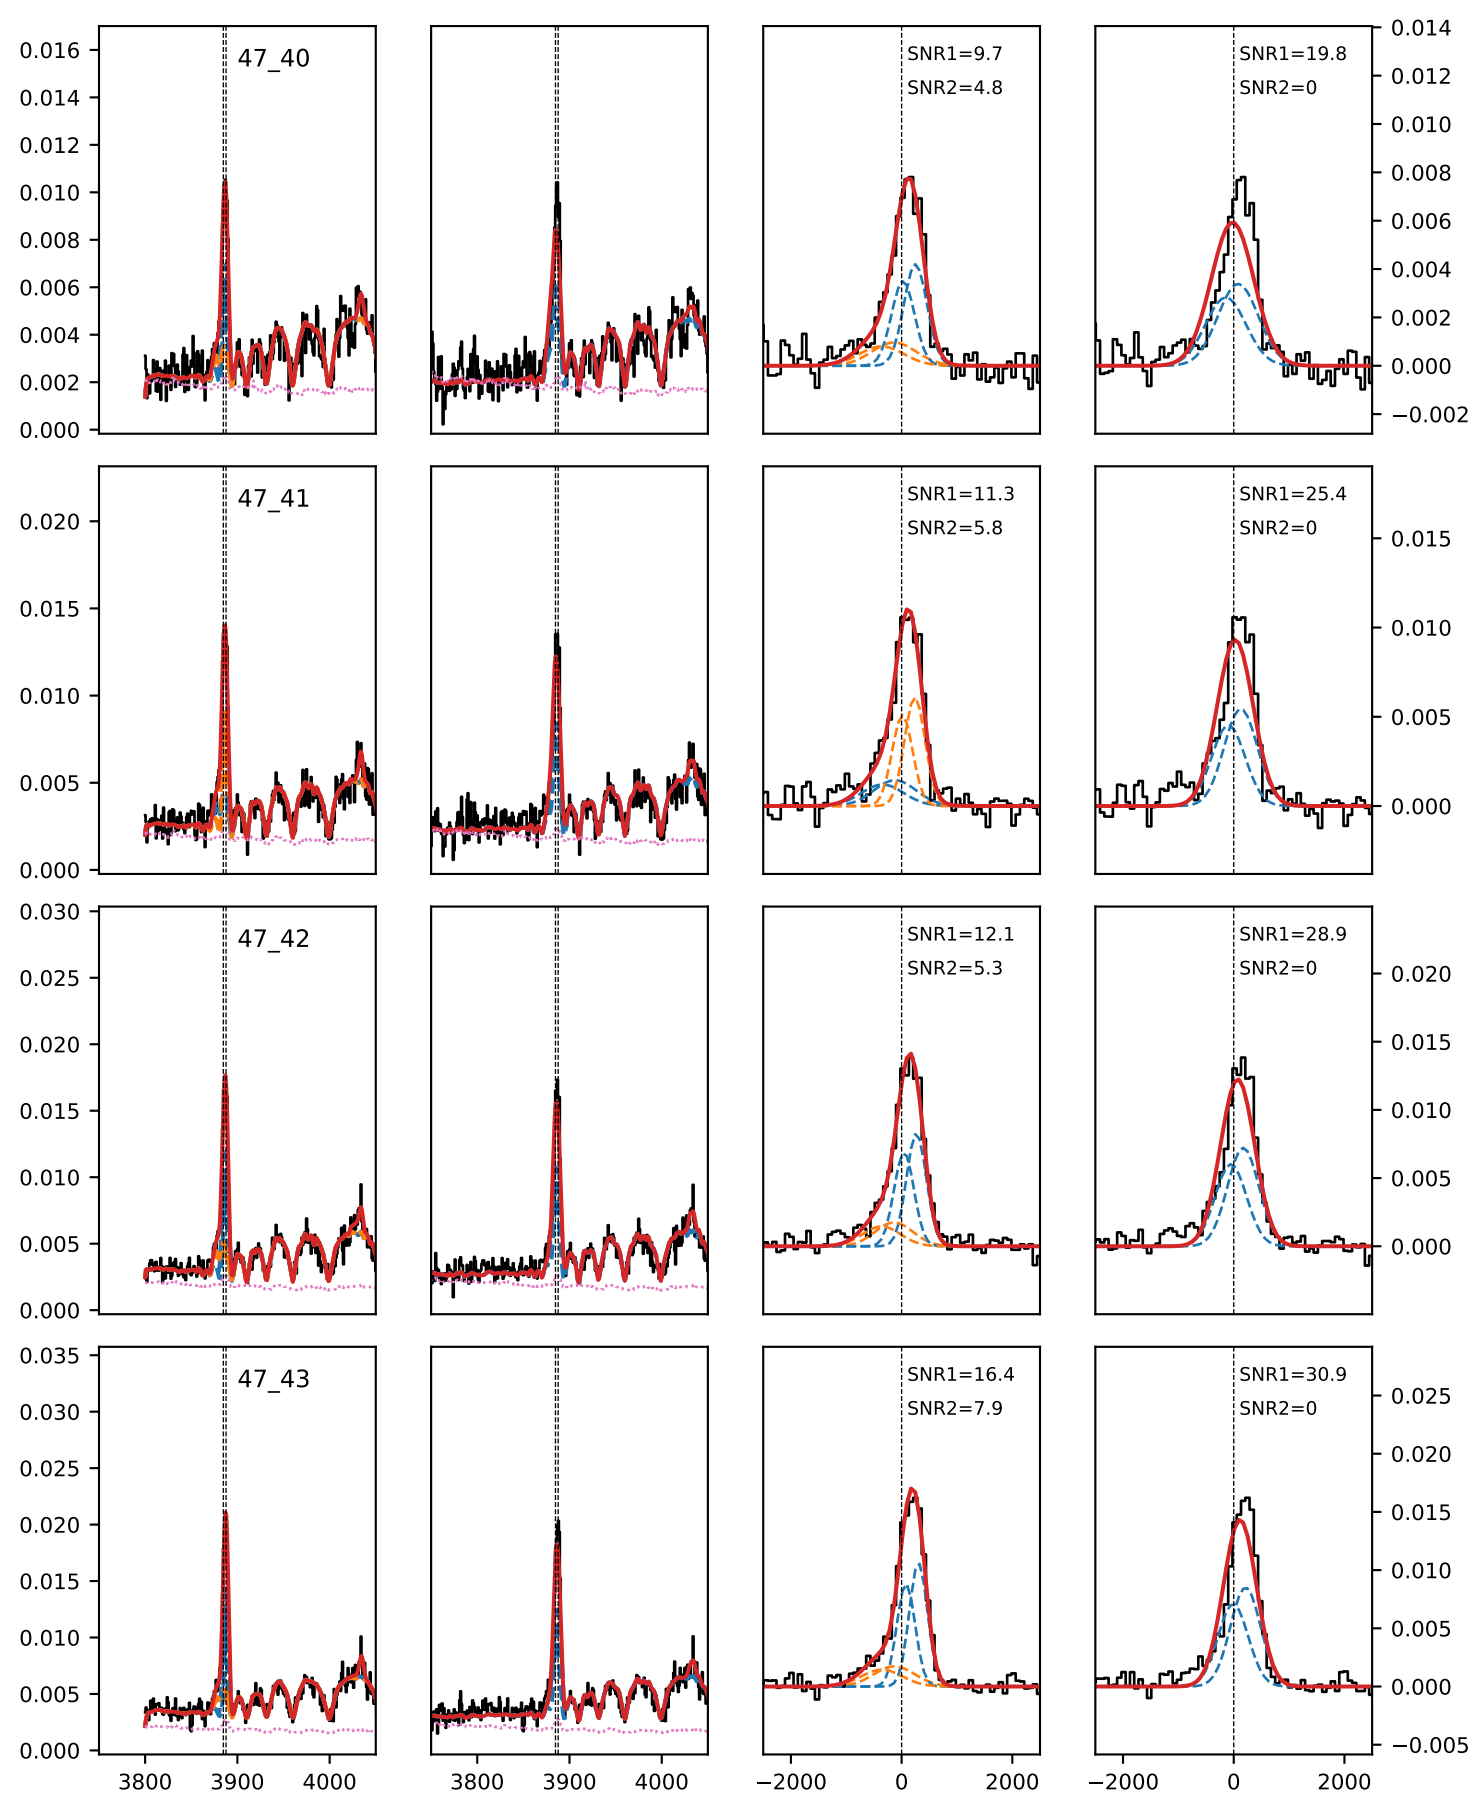 0.016
0.014
0.012
0.010
0.008
0.006
0.004
0.002
0.000
47_40
SNR1=9.7
SNR2=4.8
SNR1=19.8
SNR2=0
0.014
0.012
0.010
0.008
0.006
0.004
0.002
0.000
−0.002
0.020
0.015
0.010
0.005
0.000
47_41
SNR1=11.3
SNR2=5.8
SNR1=25.4
SNR2=0
0.015
0.010
0.005
0.000
0.030
0.025
0.020
0.015
0.010
0.005
0.000
47_42
SNR1=12.1
SNR2=5.3
SNR1=28.9
SNR2=0
0.020
0.015
0.010
0.005
0.000
0.035
0.030
0.025
0.020
0.015
0.010
0.005
0.000
47_43
SNR1=16.4
SNR2=7.9
SNR1=30.9
SNR2=0
0.025
0.020
0.015
0.010
0.005
0.000
−0.005
3800 3900 4000
3800 3900 4000
−2000 0 2000
−2000 0 2000